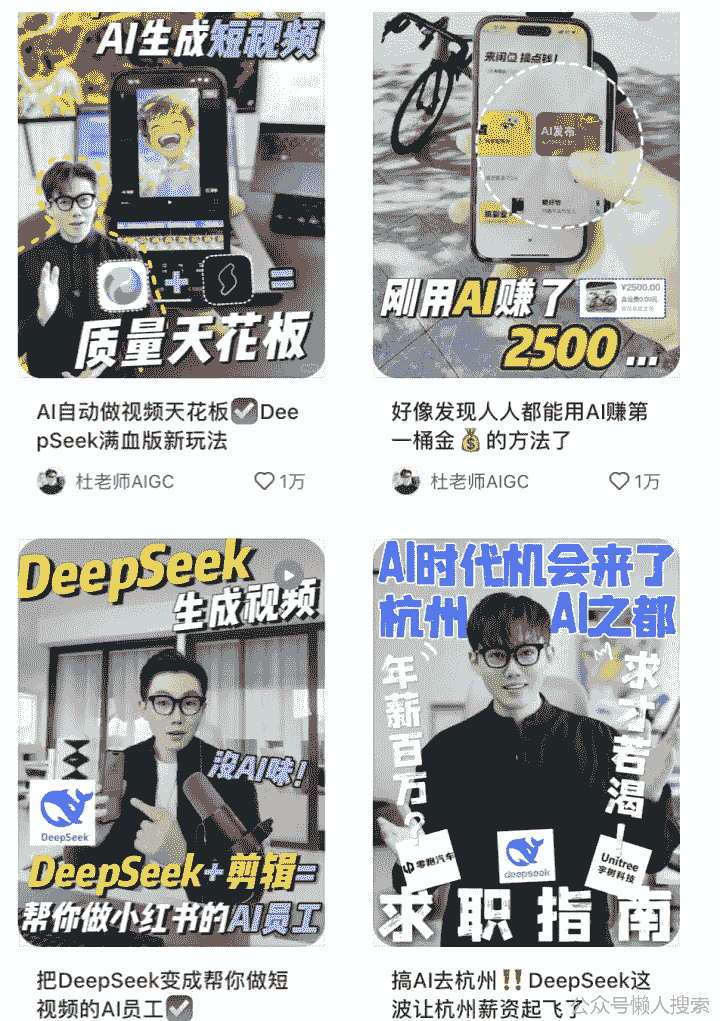 AI生成短视频
+
=
质量天花板
AI自动做视频天花板☑️Dee
pSeek满血版新玩法
杜老师AIGC
1万
来闲鱼 搞点钱!
AI发布
刚用AI赚了
¥2500.00
2500...
好像发现人人都能用AI赚第
一桶金💰的方法了
杜老师AIGC
1万
DeepSeek
生成视频
没AI味!
DeepSeek
DeepSeek+剪辑=
帮你做小红书的AI员工
把DeepSeek变成帮你做短
视频的AI员工☑️
AI时代机会来了
杭州 AI之都
年薪百万?
求才若渴!
零跑汽车
deepseek
Unitree
宇树科技
求职指南
搞AI去杭州‼️DeepSeek这
波让杭州薪资起飞了
公众号懒人搜索